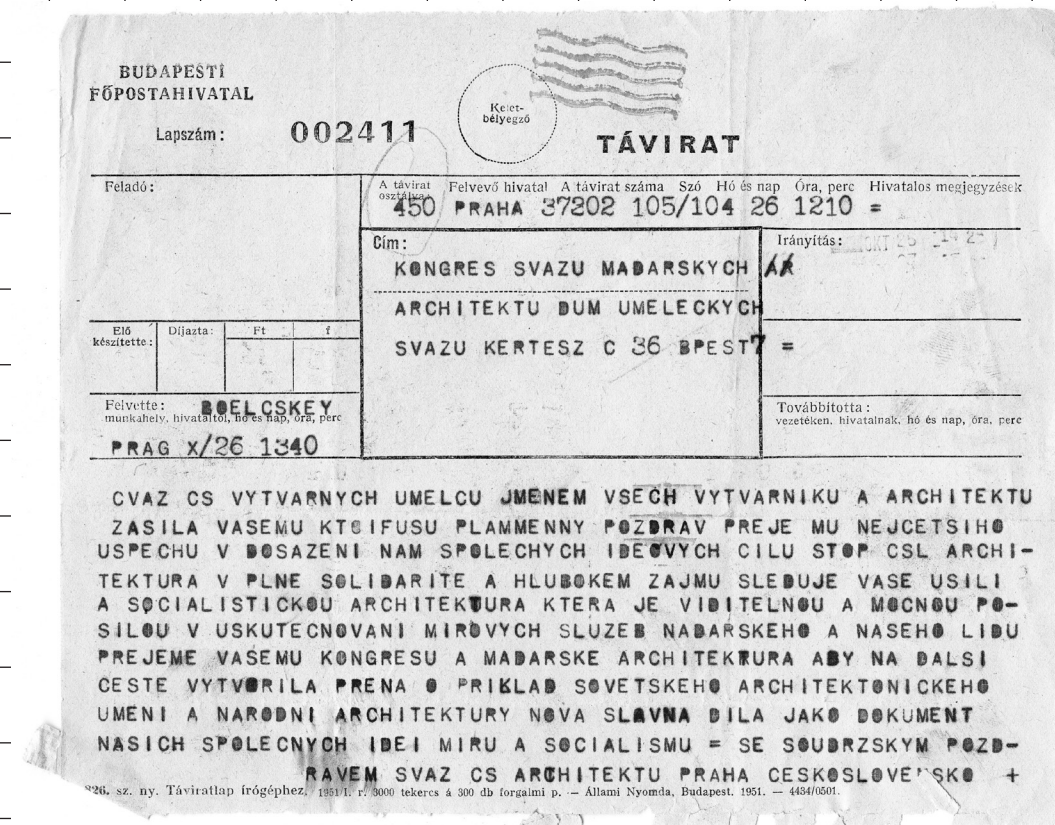 BUDAPESTI
FŐPOSTAHIVATAL
Lapszám: 002411
Kelet-
bélyegző
TÁVIRAT
Feladó:
A távirat
osztálya:
Felvevő hivatal A távirat száma Szó Hó és nap Óra, perc Hivatalos megjegyzések
450 PRAHA 37202 105/104 26 1210 =
Cím:
KONGRES SVAZU MADARSKYCH AR
ARCHITEKTU DUM UMELECKYCH
SVAZU KERTESZ C 36 BPEST7 =
Irányítás:
OKT
Elő
készítette:
Díjazta:
Ft
f
Felvette: BOELCSKEY
munkahely, hivataltól, hó és nap, óra, perc
PRAG X/26 1340
Továbbította:
vezetéken, hivatalnak, hó és nap, óra, perc
CVAZ CS VYTVARNYCH UMELCU JMENEM VSECH VYTVARNIKU A ARCHITEKTU
ZASILA VASEMU KTCIFUSU PLAMMENNY POZDRAV PREJE MU NEJCETSIHO
USPECHU V DOSAZENI NAM SPOLECHYCH IDEOVYCH CILU STOP CSL ARCHI-
TEKTURA V PLNE SOLIDARITE A HLUBOKEM ZAJMU SLEDUJE VASE USILI
A SOCIALISTICKOU ARCHITEKTURA KTERA JE VIDITELNOU A MOCNOU PO-
SILOU V USKUTECNOVANI MIROVYCH SLUZEB NADARSKEHO A NASEHO LIDU
PREJEME VASEMU KONGRESU A MADARSKE ARCHITEKTURA ABY NA DALSI
CESTE VYTVORILA PRENA O PRIKLAD SOVETSKEHO ARCHITEKTONICKEHO
UMENI A NARODNI ARCHITEKTURY NOVA SLAVNA DILA JAKO DOKUMENT
NASICH SPOLECNYCH IDEI MIRU A SOCIALISMU = SE SOUDRZSKYM POZD-
RAVEM SVAZ CS ARCHITEKTU PRAHA CESKOSLOVE'SKO +
826. sz. ny. Táviratlap írógéphez. 1951 I. r. 3000 tekercs á 300 db forgalmi p. — Állami Nyomda, Budapest. 1951. — 4434/0501.